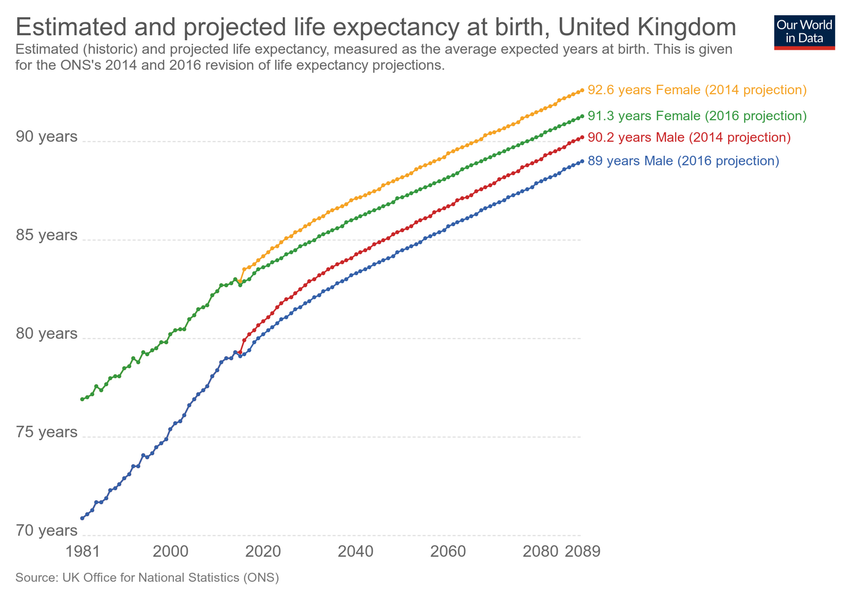 Estimated and projected life expectancy at birth, United Kingdom
Our World
in Data
Estimated (historic) and projected life expectancy, measured as the average expected years at birth. This is given
for the ONS's 2014 and 2016 revision of life expectancy projections.
92.6 years Female (2014 projection)
91.3 years Female (2016 projection)
90.2 years Male (2014 projection)
89 years Male (2016 projection)
90 years
85 years
80 years
75 years
70 years
1981 2000 2020 2040 2060 2080 2089
Source: UK Office for National Statistics (ONS)